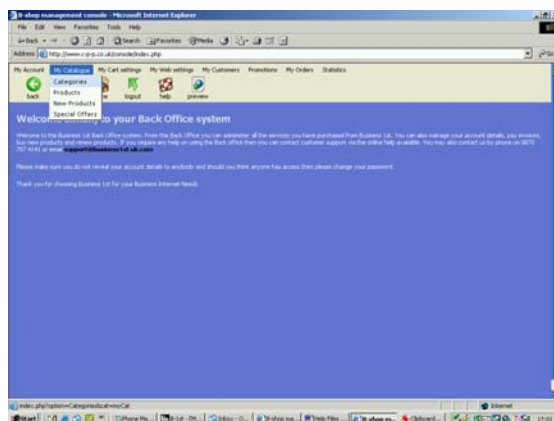 B-shop management console - Microsoft Internet Explorer
File Edit View Favorites Tools Help
Back Search Favorites Media
Address http://www.c-p-p.co.uk/console/index.php
My Account My Catalogue My Cart settings My Web settings My Customers Promotions My Orders Statistics
back logout help preview
Categories
Products
New Products
Special Offers
Welcome to your Back Office system
Welcome to the Business 1st Back Office system. From the Back Office you can administer all the services you have purchased from Business 1st. You can also manage your account details, pay invoices,
buy new products and renew products. If you require any help on using the Back office then you can contact customer support via the online help available. You may also contact us by phone on 0870
or email support@business1st.uk.com
Please make sure you do not reveal your account details to anybody and should you think anyone has access then please change your password.
Thank you for choosing Business 1st for your Business Internet Needs.
Internet
Start